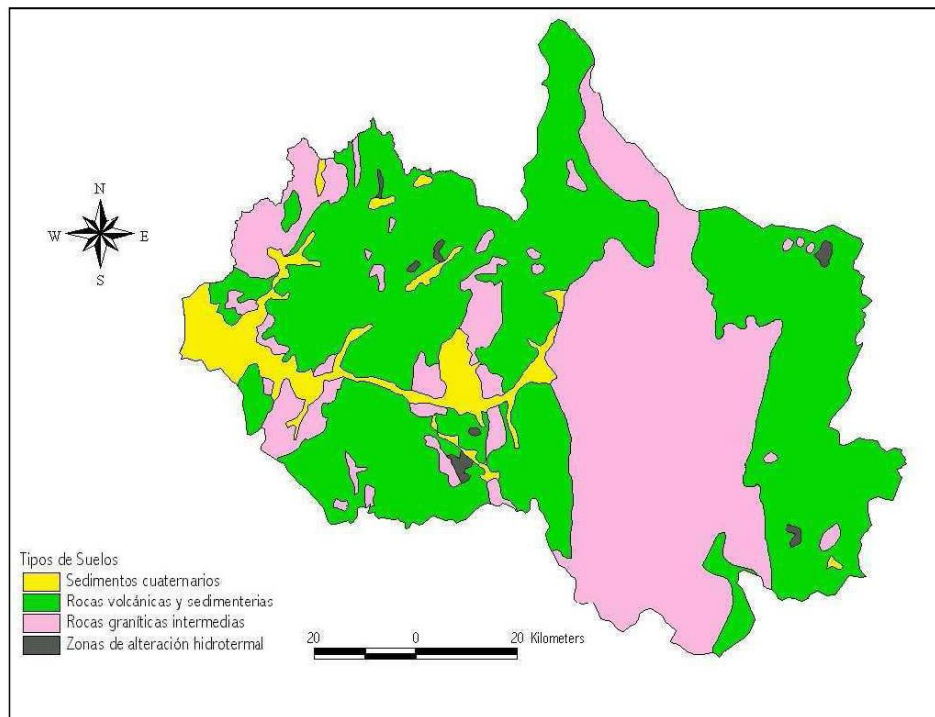 N
W E
S
Tipos de Suelos
Sedimentos cuaternarios
Rocas volcánicas y sedimenterias
Rocas graníticas intermedias
Zonas de alteración hidrotermal
20 0 20 Kilometers